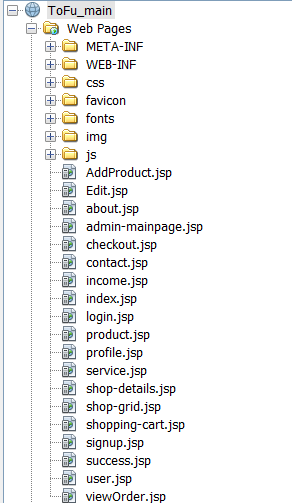 ToFu_main
Web Pages
META-INF
WEB-INF
css
favicon
fonts
img
js
AddProduct.jsp
Edit.jsp
about.jsp
admin-mainpage.jsp
checkout.jsp
contact.jsp
income.jsp
index.jsp
login.jsp
product.jsp
profile.jsp
service.jsp
shop-details.jsp
shop-grid.jsp
shopping-cart.jsp
signup.jsp
success.jsp
user.jsp
viewOrder.jsp